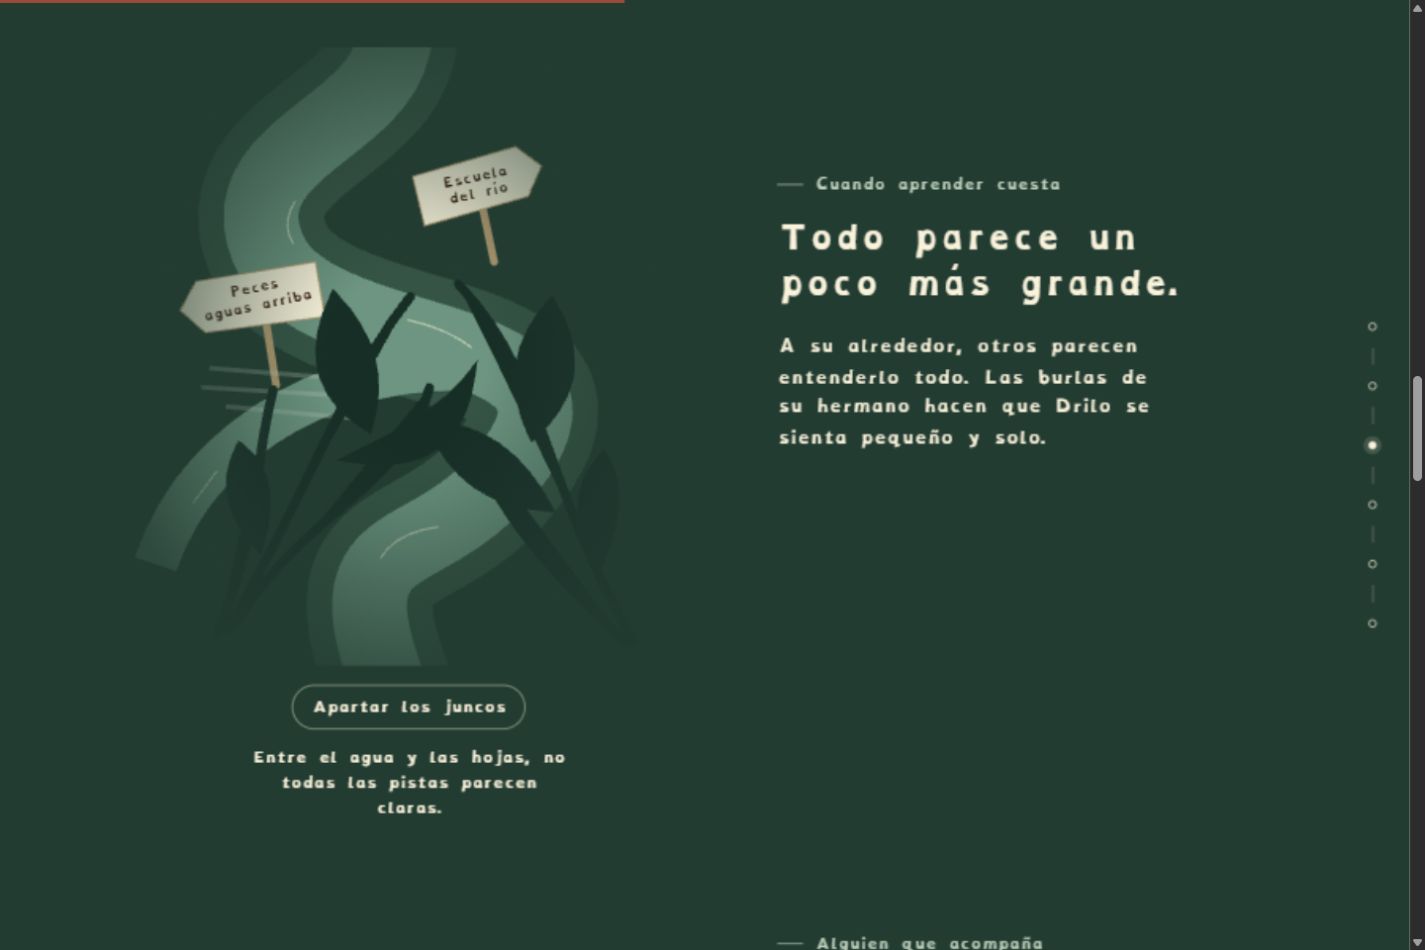 Escuela
del río
Peces
aguas arriba
Apartar los juncos
Entre el agua y las hojas, no
todas las pistas parecen
claras.
Cuando aprender cuesta
Todo parece un
poco más grande.
A su alrededor, otros parecen
entenderlo todo. Las burlas de
su hermano hacen que Drilo se
sienta pequeño y solo.
Alguien que acompaña